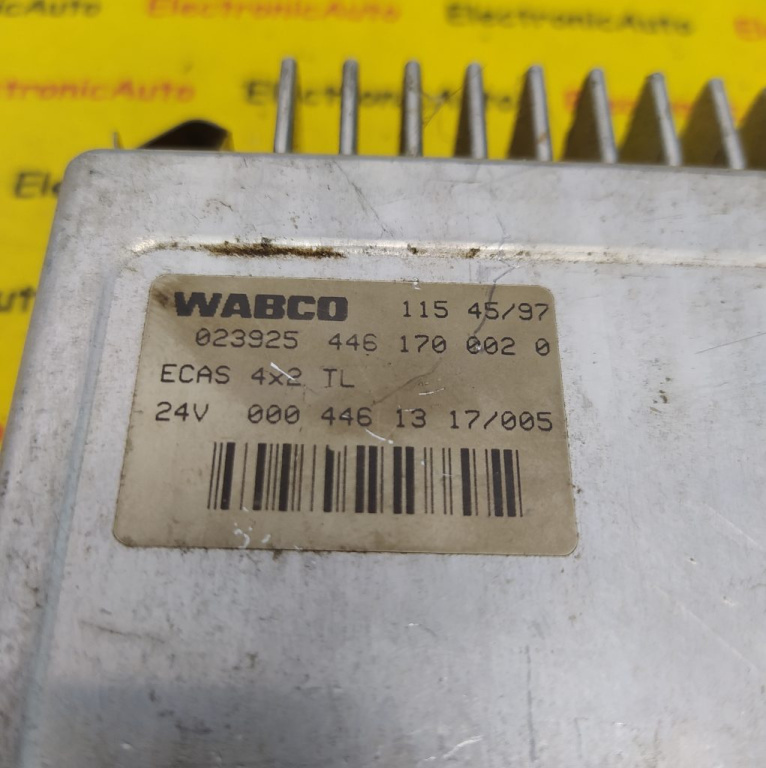 ElectronicAuto
ElectronicAuto
ctronicAuto
ElectronicAuto
WABCO 115 45/97
023925 446 170 002 0
ECAS 4x2 TL
24V 000 446 13 17/005